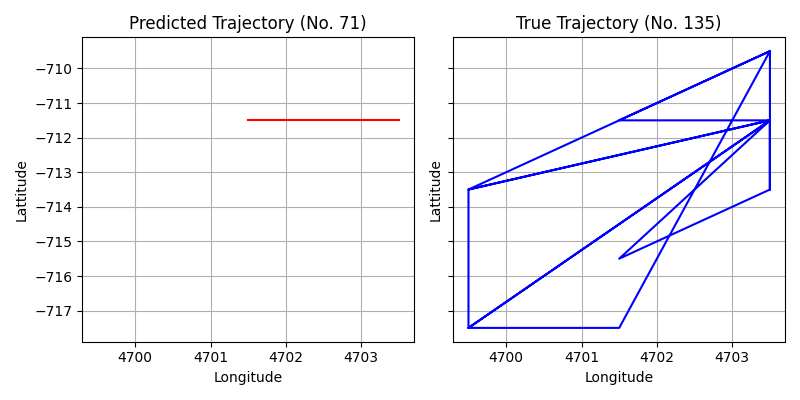 Predicted Trajectory (No. 71)
True Trajectory (No. 135)
−710
−711
−712
−713
−714
−715
−716
−717
Lattitude
Lattitude
4700 4701 4702 4703
4700 4701 4702 4703
Longitude
Longitude